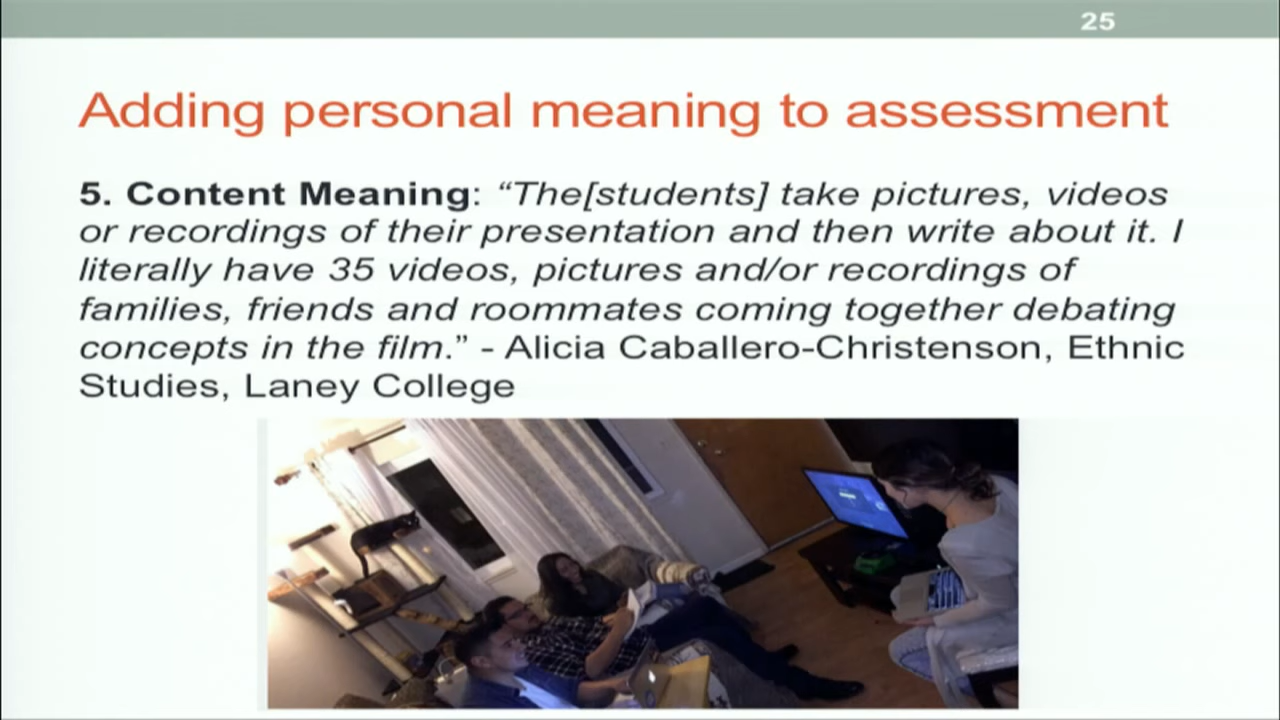 25
Adding personal meaning to assessment
5. Content Meaning: “The[students] take pictures, videos
or recordings of their presentation and then write about it. I
literally have 35 videos, pictures and/or recordings of
families, friends and roommates coming together debating
concepts in the film.” - Alicia Caballero-Christenson, Ethnic
Studies, Laney College